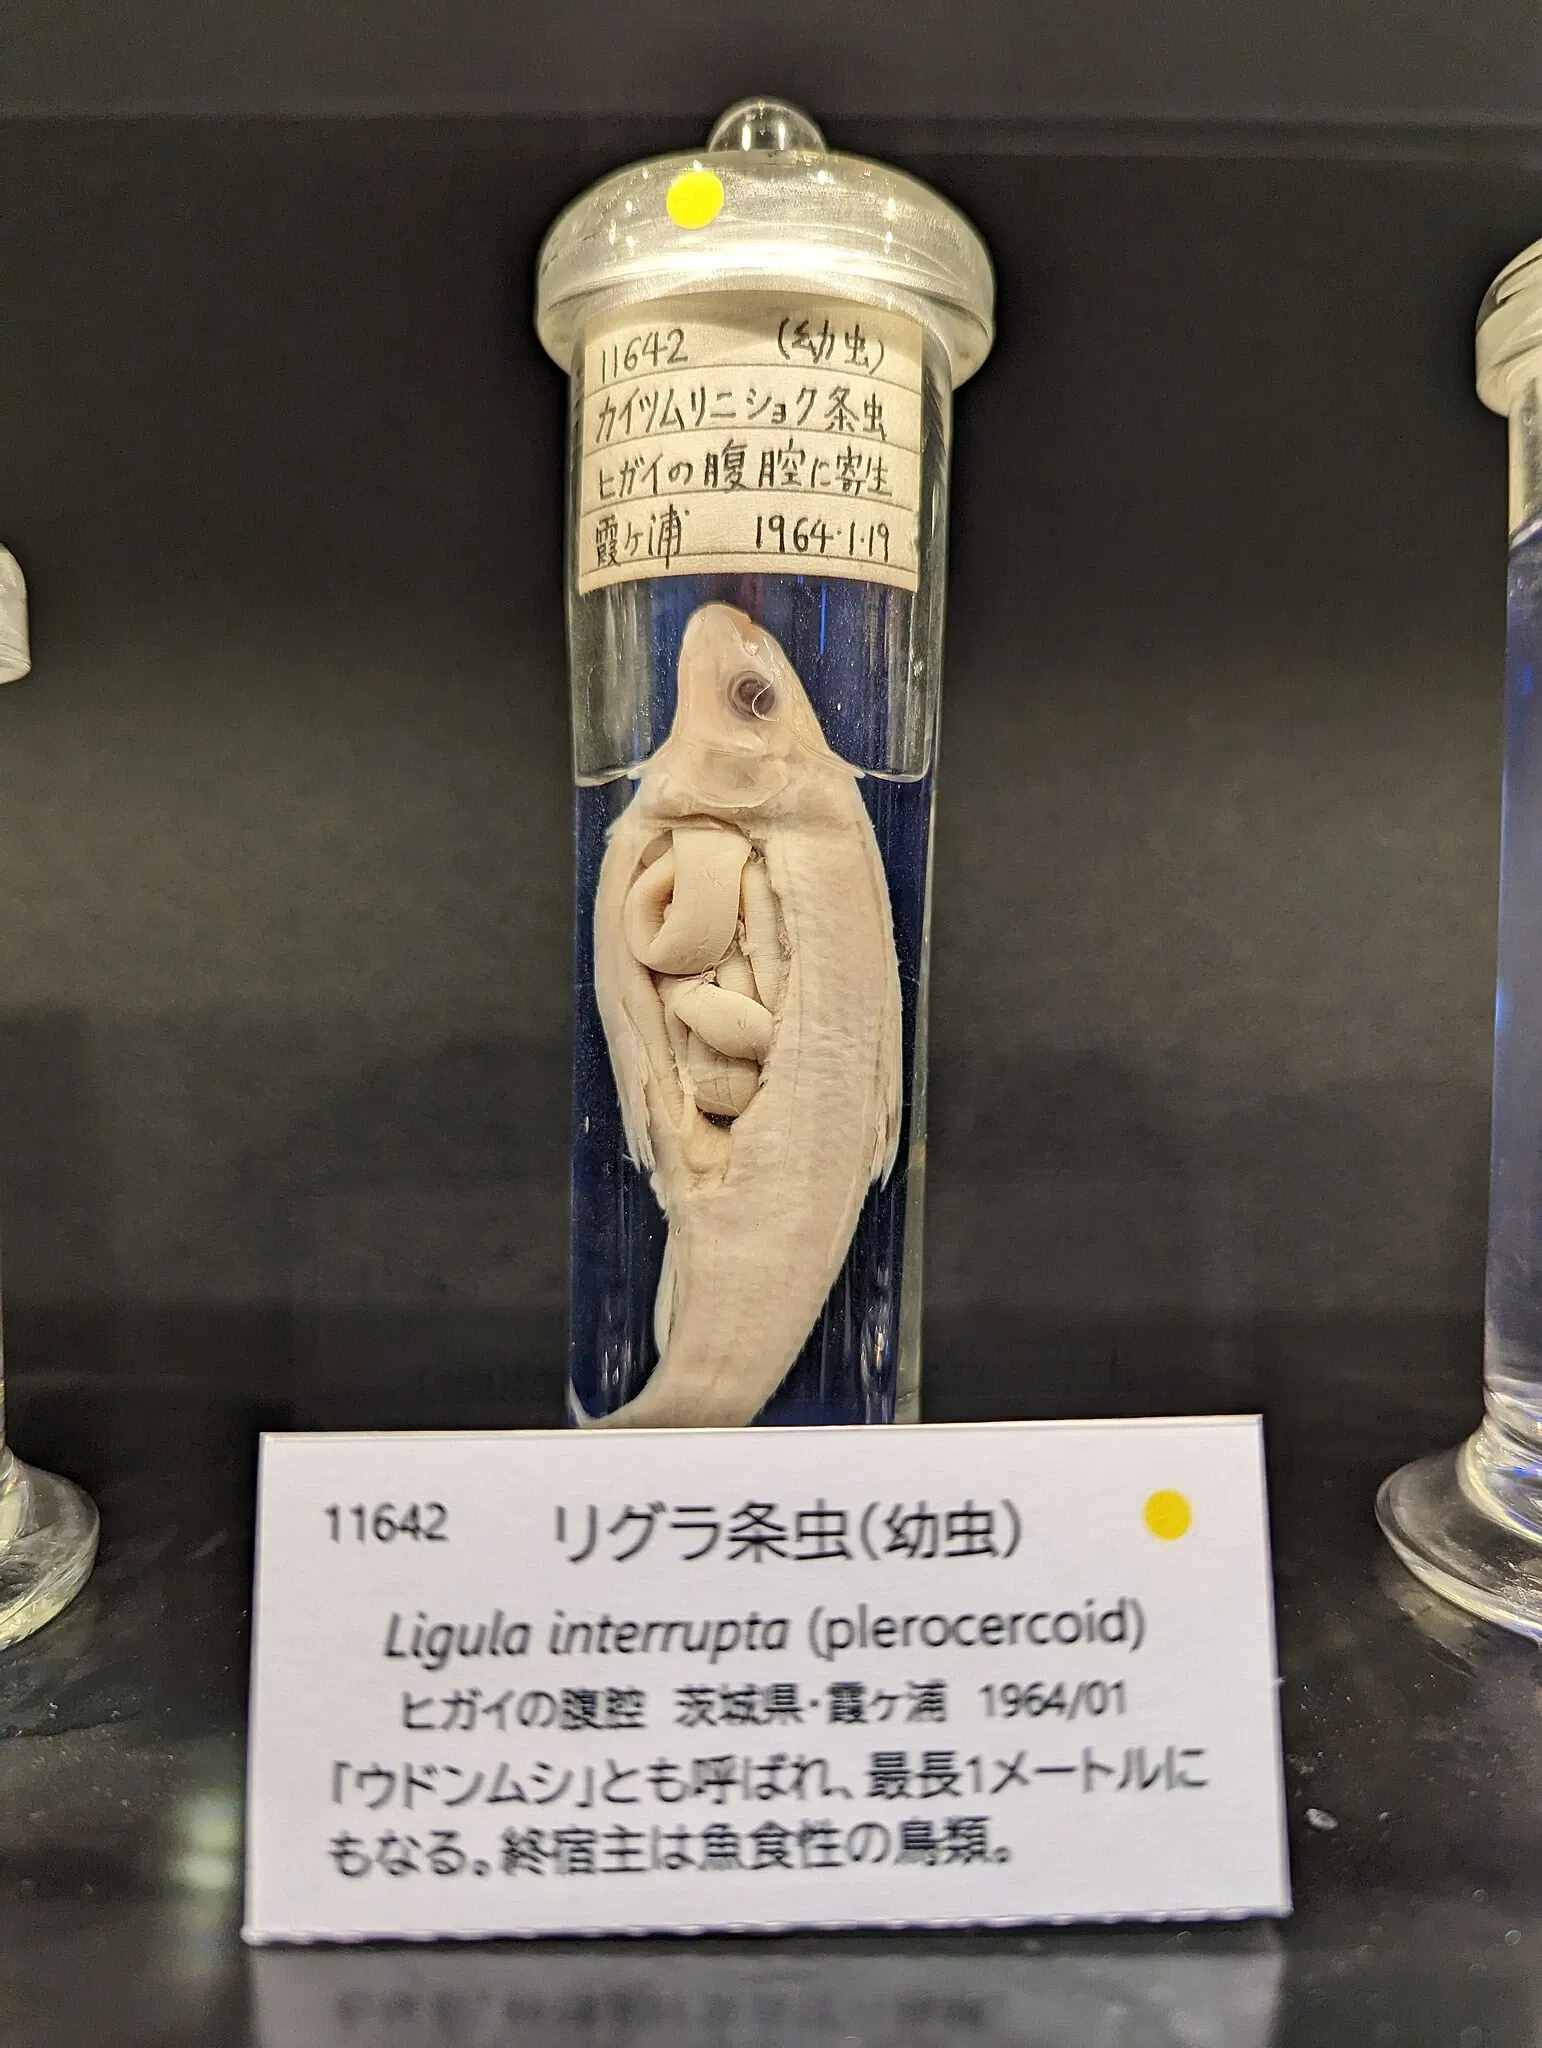 11642 (幼虫)
カイツムリニショク条虫
ヒガイの腹腔に寄生
霞ヶ浦 1964・1・19
11642 リグラ条虫(幼虫)
Ligula interrupta (plerocercoid)
ヒガイの腹腔 茨城県・霞ヶ浦 1964/01
「ウドンムシ」とも呼ばれ、最長1メートルに
もなる。終宿主は魚食性の鳥類。